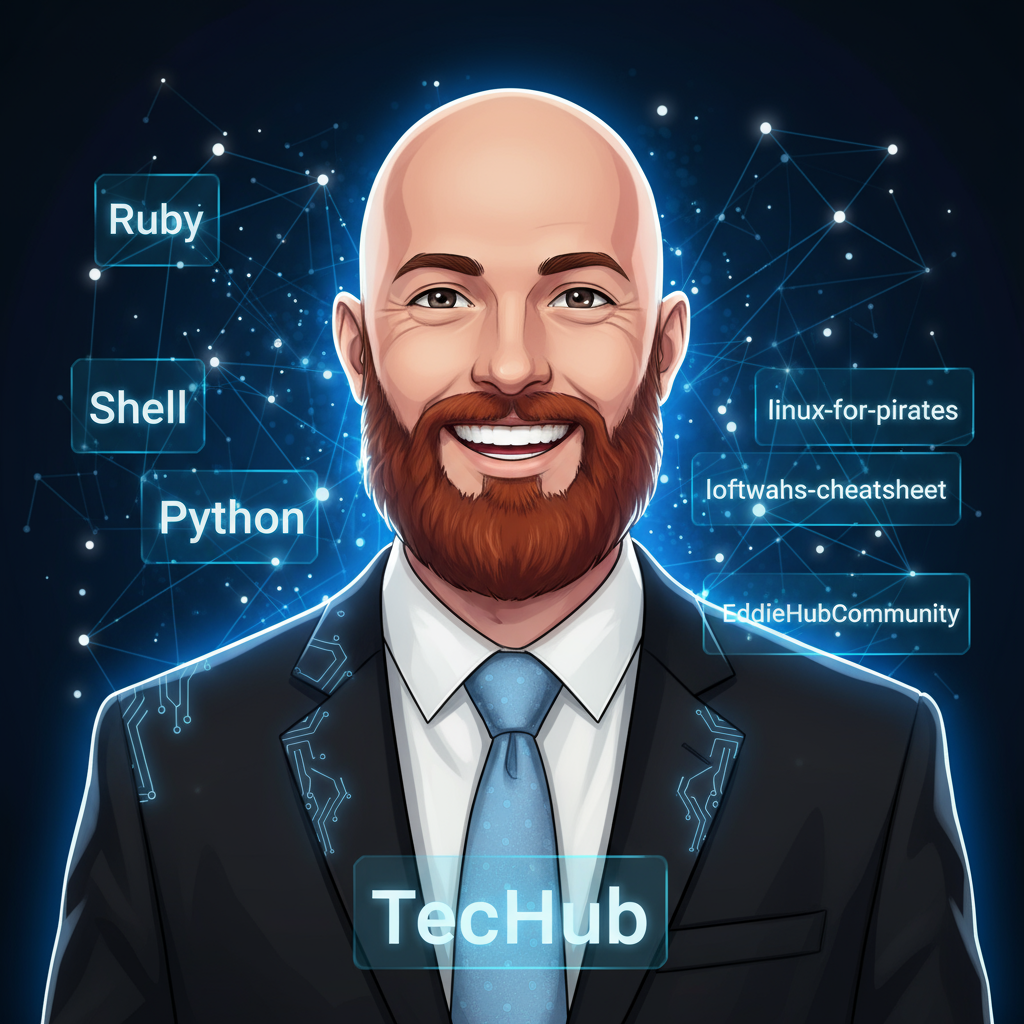 Ruby
Shell
Python
linux-for-pirates
loftwahs-cheatsheet
EddieHubCommunity
TecHub